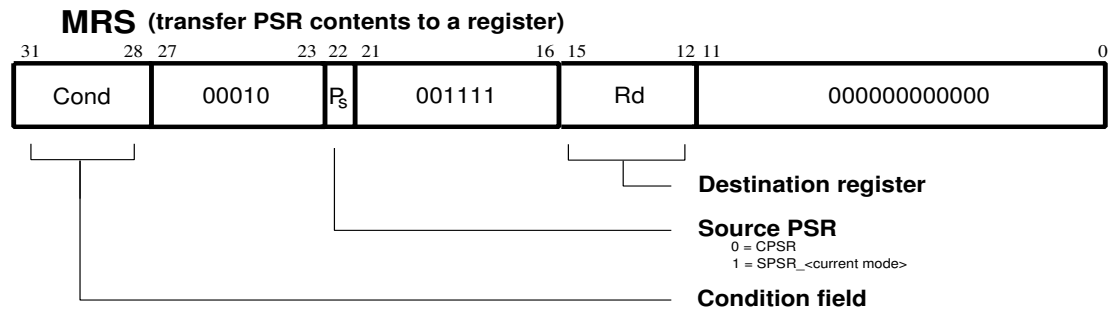 MRS (transfer PSR contents to a register)
31 28 27 23 22 21 16 15 12 11 0
Cond 00010 Ps 001111 Rd 000000000000
Destination register
Source PSR
0 = CPSR
1 = SPSR_<current mode>
Condition field